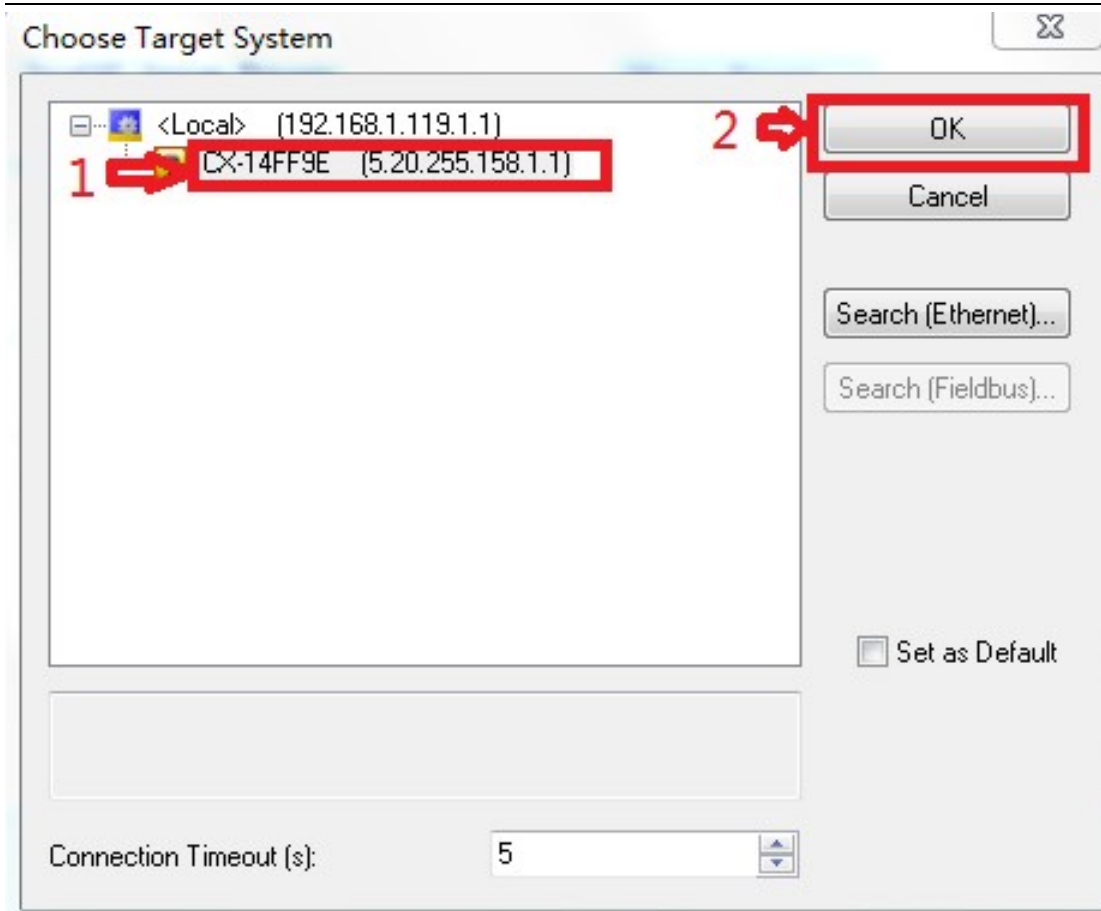 Choose Target System
<Local> (192.168.1.119.1.1)
1 CX-14FF9E (5.20.255.158.1.1)
2 OK
Cancel
Search (Ethernet)...
Search (Fieldbus)...
Set as Default
Connection Timeout (s): 5